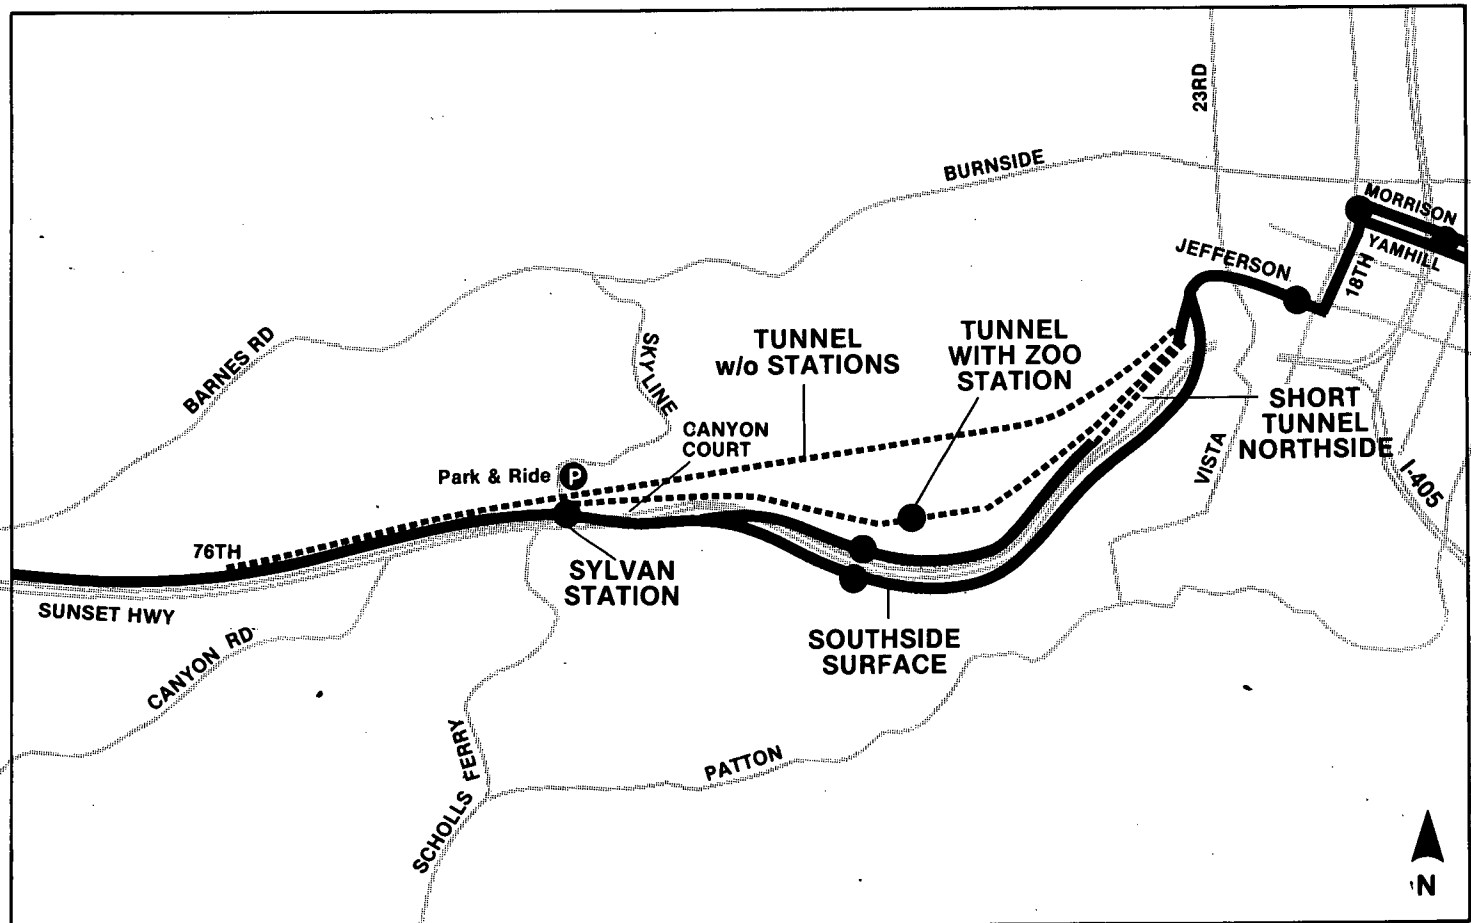 23RD
BURNSIDE
MORRISON
YAMHILL
JEFFERSON
18TH
BARNES RD
SKYLINE
TUNNEL
w/o STATIONS
TUNNEL
WITH ZOO
STATION
SHORT
TUNNEL
NORTHSIDE
CANYON
COURT
VISTA
I-405
Park & Ride
P
76TH
SYLVAN
STATION
SUNSET HWY
SOUTHSIDE
SURFACE
CANYON RD
SCHOLLS FERRY
PATTON
N